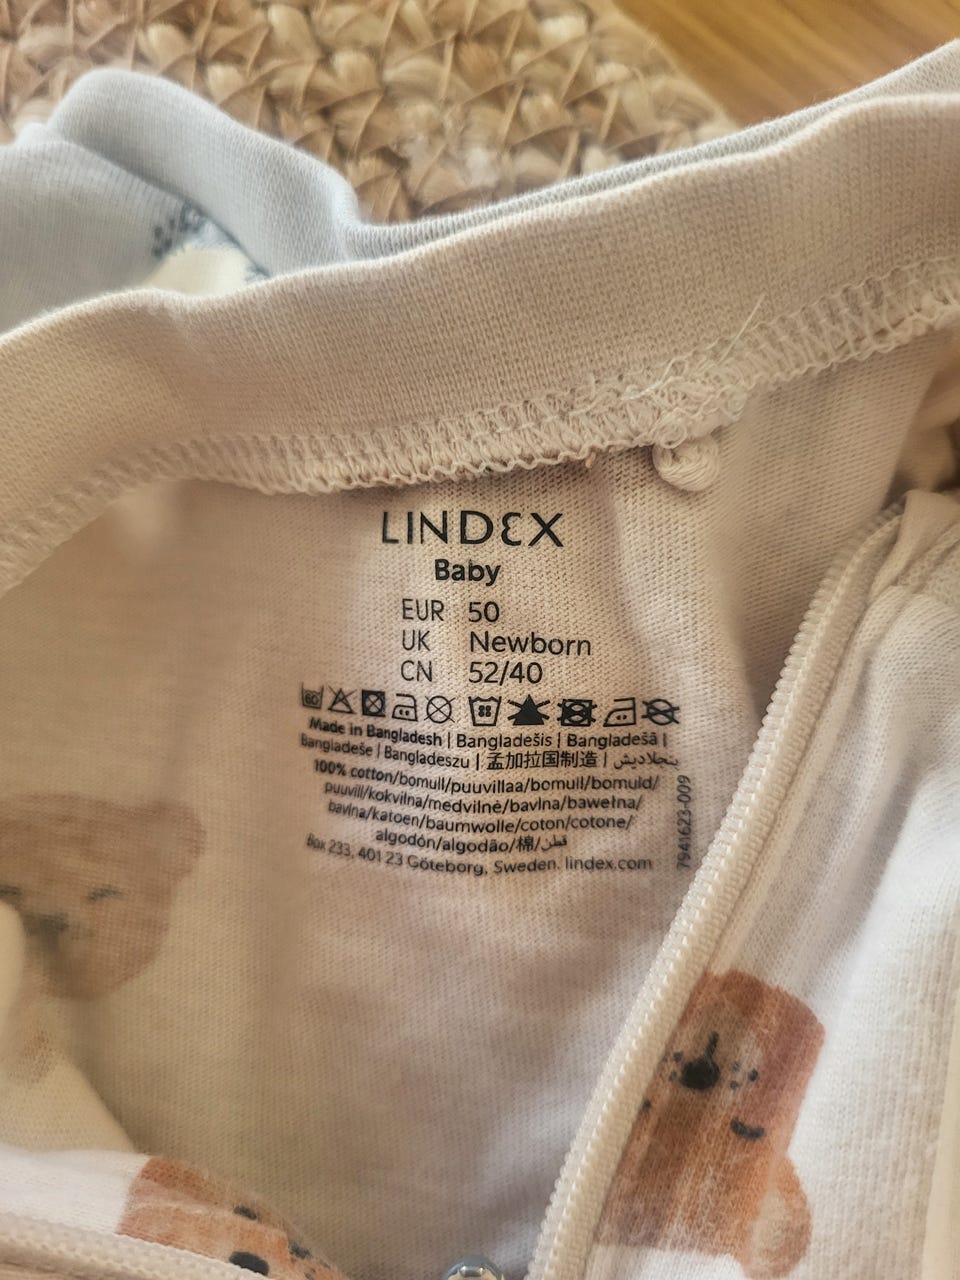 LINDEX
Baby
EUR 50
UK Newborn
CN 52/40
60
Made in Bangladesh | Bangladešis | Bangladešā |
Bangladeše | Bangladeszu | 孟加拉国制造 | بنجلاديش
100% cotton/bomull/puuvillaa/bomull/bomuld/
puuvill/kokvilna/medvilnė/bavlna/bawełna/
bavlna/katoen/baumwolle/coton/cotone/
algodón/algodão/棉/قطن
Box 233, 401 23 Göteborg, Sweden. lindex.com
7941623-009